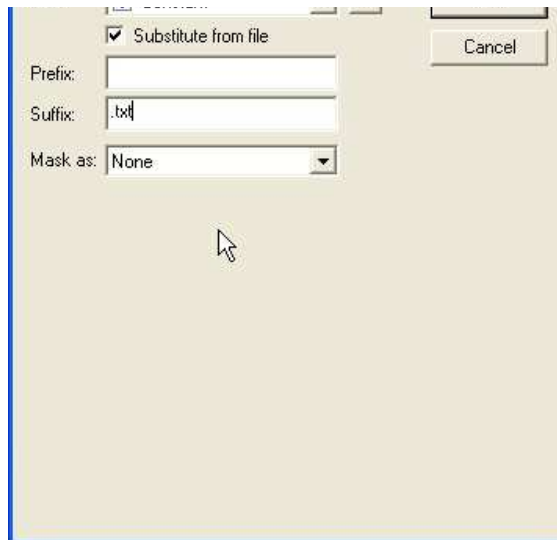 Substitute from file
Cancel
Prefix:
Suffix: .txt
Mask as: None